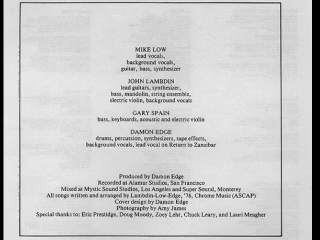 MIKE LOW
lead vocals,
background vocals,
guitar, bass, synthesizer
JOHN LAMBDIN
lead guitars, synthesizer,
bass, mandolin, string ensemble,
electric violin, background vocals
GARY SPAIN
bass, keyboards, acoustic and electric violin
DAMON EDGE
drums, percussion, synthesizers, tape effects,
background vocals, lead vocal on Return to Zanzibar
Produced by Damon Edge
Recorded at Alamar Studios, San Francisco
Mixed at Mystic Sound Studios, Los Angeles and Super Sound, Monterey
All songs written and arranged by Lambdin-Low-Edge, '76, Chrome Music (ASCAP)
Cover design by Damon Edge
Photography by Amy James
Special thanks to: Eric Prestidge, Doug Moody, Zoey Lehr, Chuck Leary, and Lauri Meagher